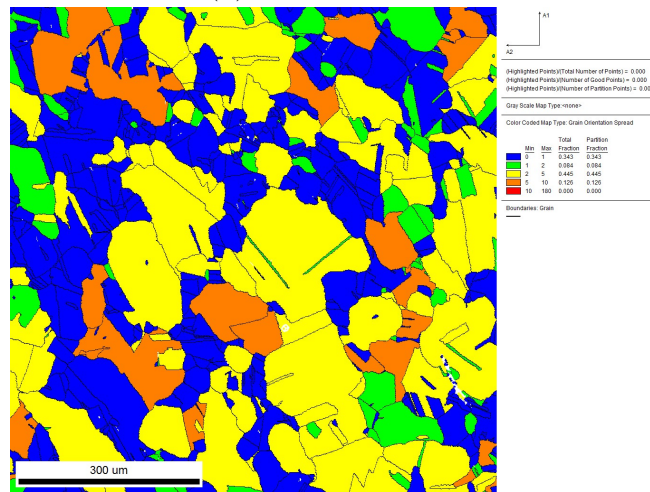 A1
A2
(Highlighted Points)/(Total Number of Points) = 0.000
(Highlighted Points)/(Number of Good Points) = 0.000
(Highlighted Points)/(Number of Partition Points) = 0.00
Gray Scale Map Type:<none>
Color Coded Map Type: Grain Orientation Spread
Total Partition
Min Max Fraction Fraction
0 1 0.343 0.343
1 2 0.084 0.084
2 5 0.445 0.445
5 10 0.126 0.126
10 180 0.000 0.000
Boundaries: Grain
300 um